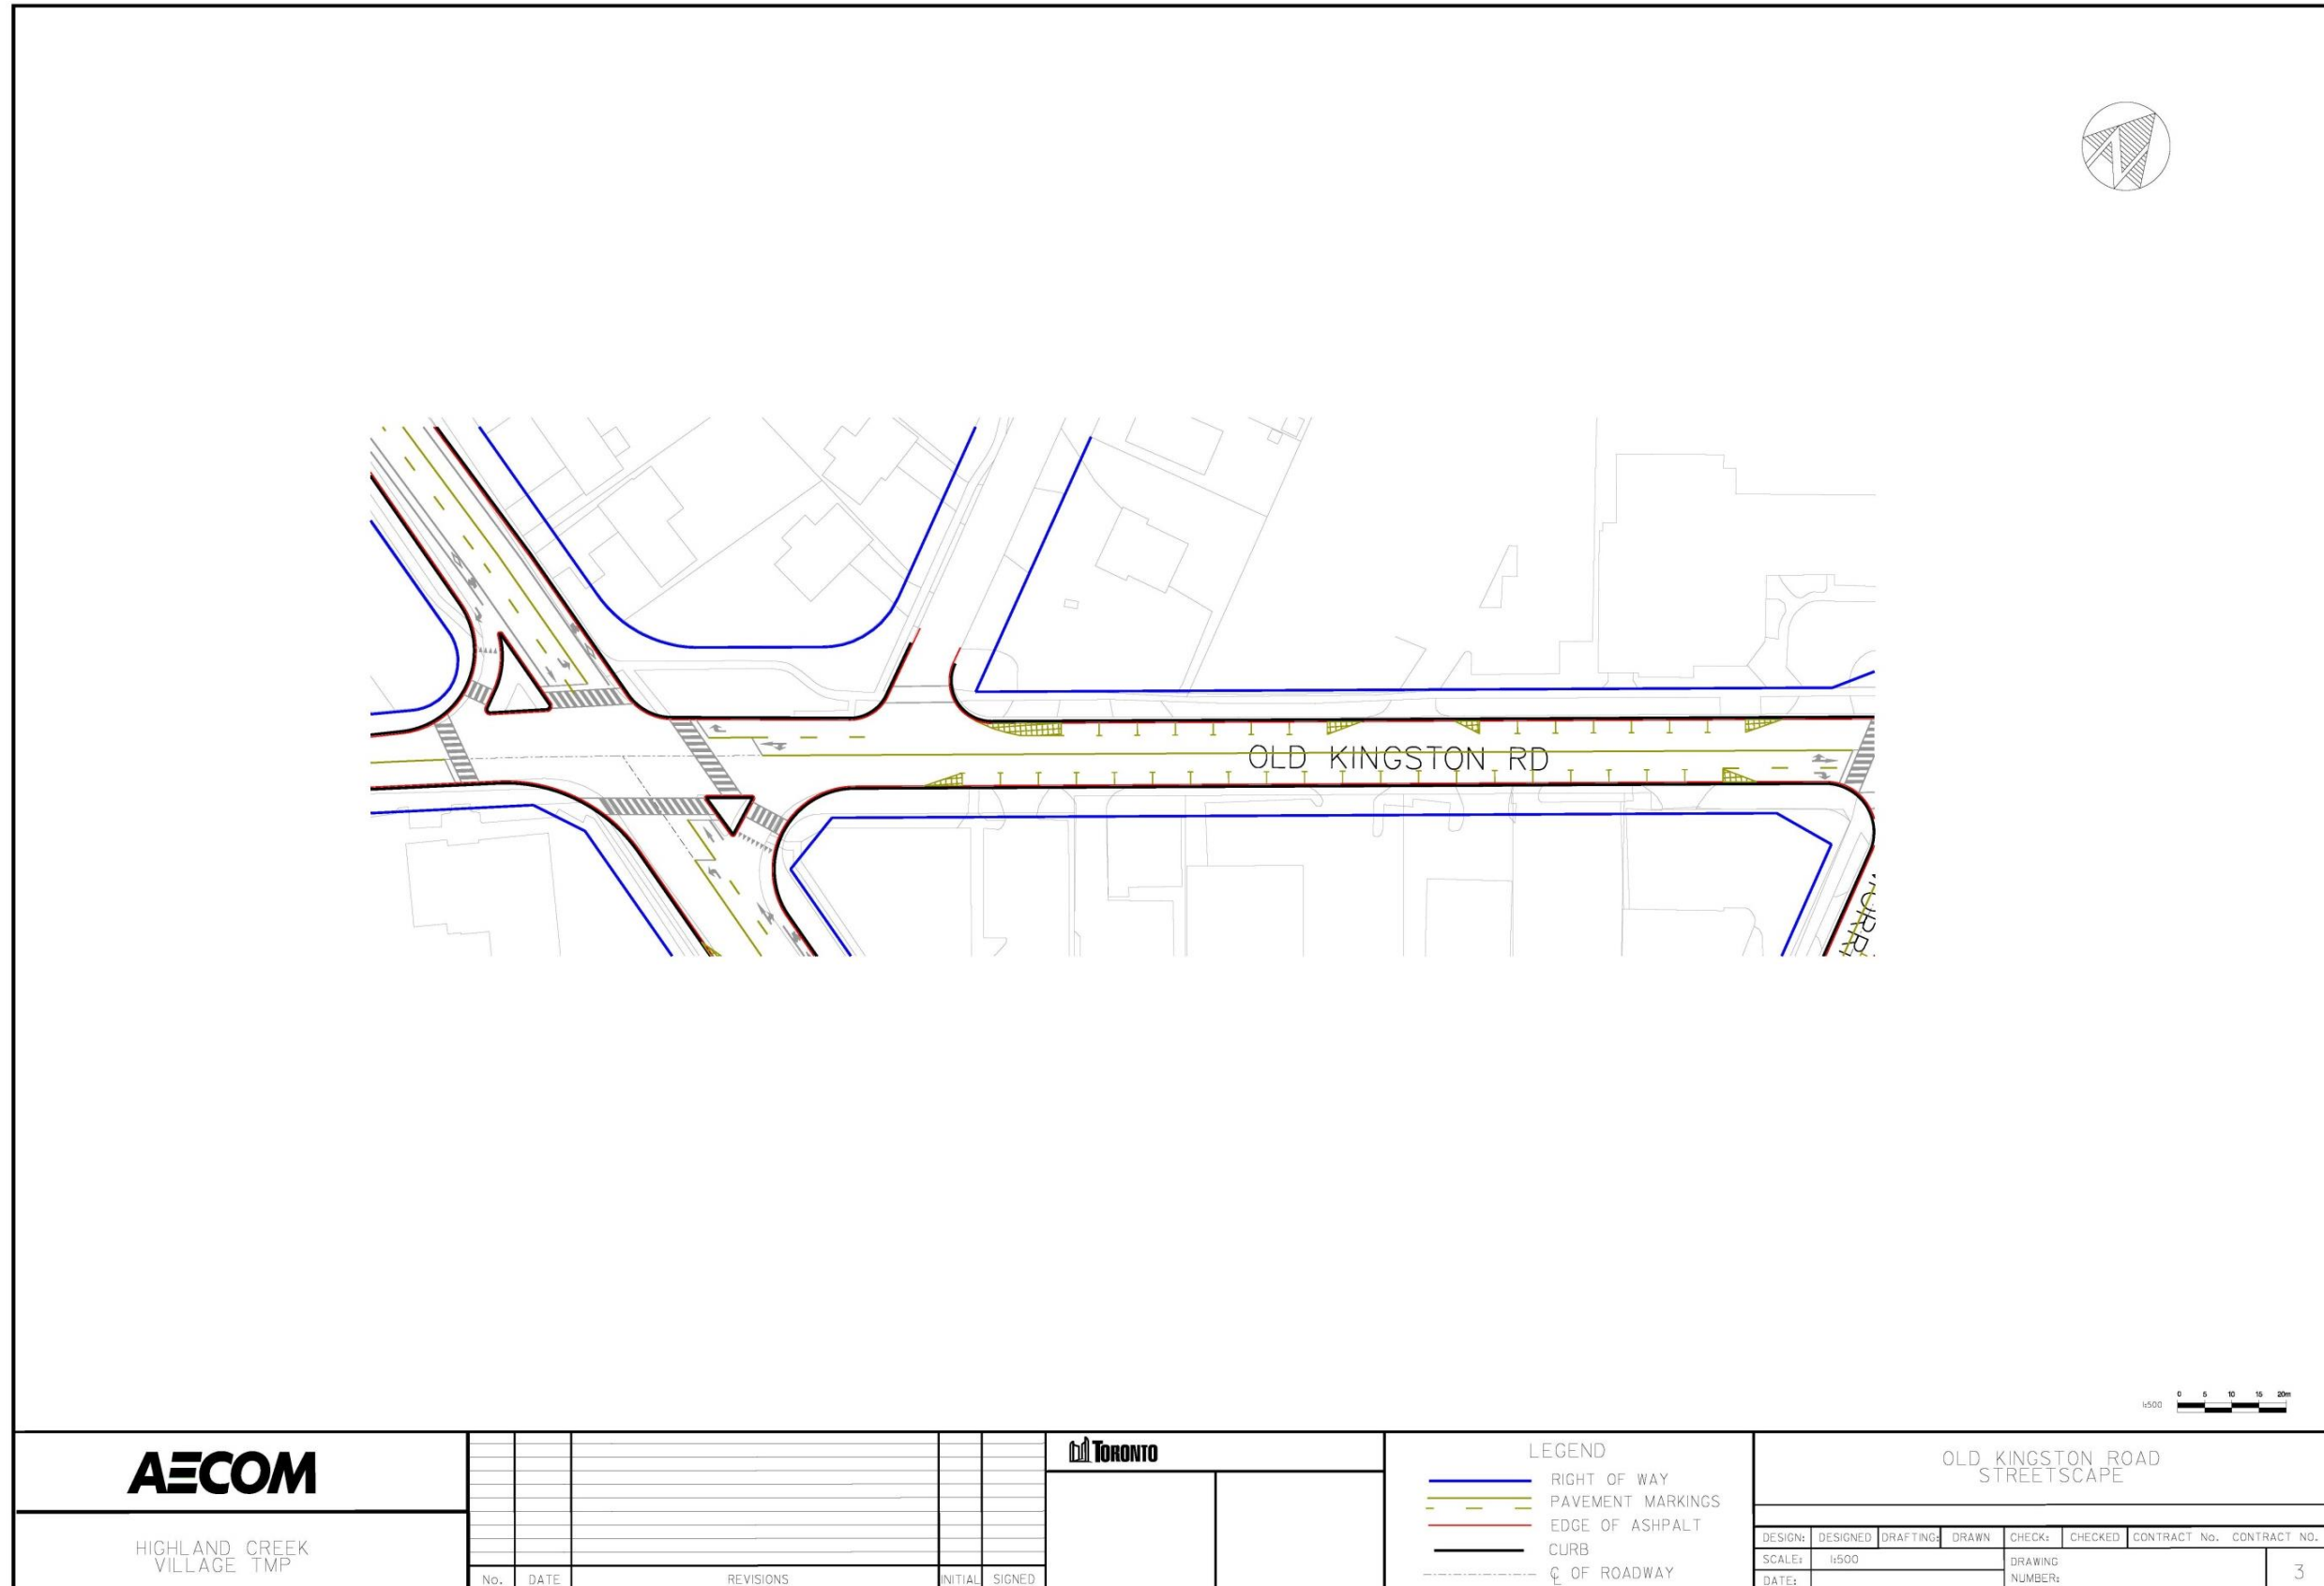 OLD KINGSTON RD
1:500
0 5 10 15 20m
AECOM
HIGHLAND CREEK
VILLAGE TMP
No. DATE REVISIONS INITIAL SIGNED
TORONTO
LEGEND
RIGHT OF WAY
PAVEMENT MARKINGS
EDGE OF ASHPALT
CURB
℄ OF ROADWAY
OLD KINGSTON ROAD
STREETSCAPE
DESIGN: DESIGNED DRAFTING: DRAWN CHECK: CHECKED CONTRACT No. CONTRACT NO.
SCALE: 1:500
DATE:
DRAWING
NUMBER:
3